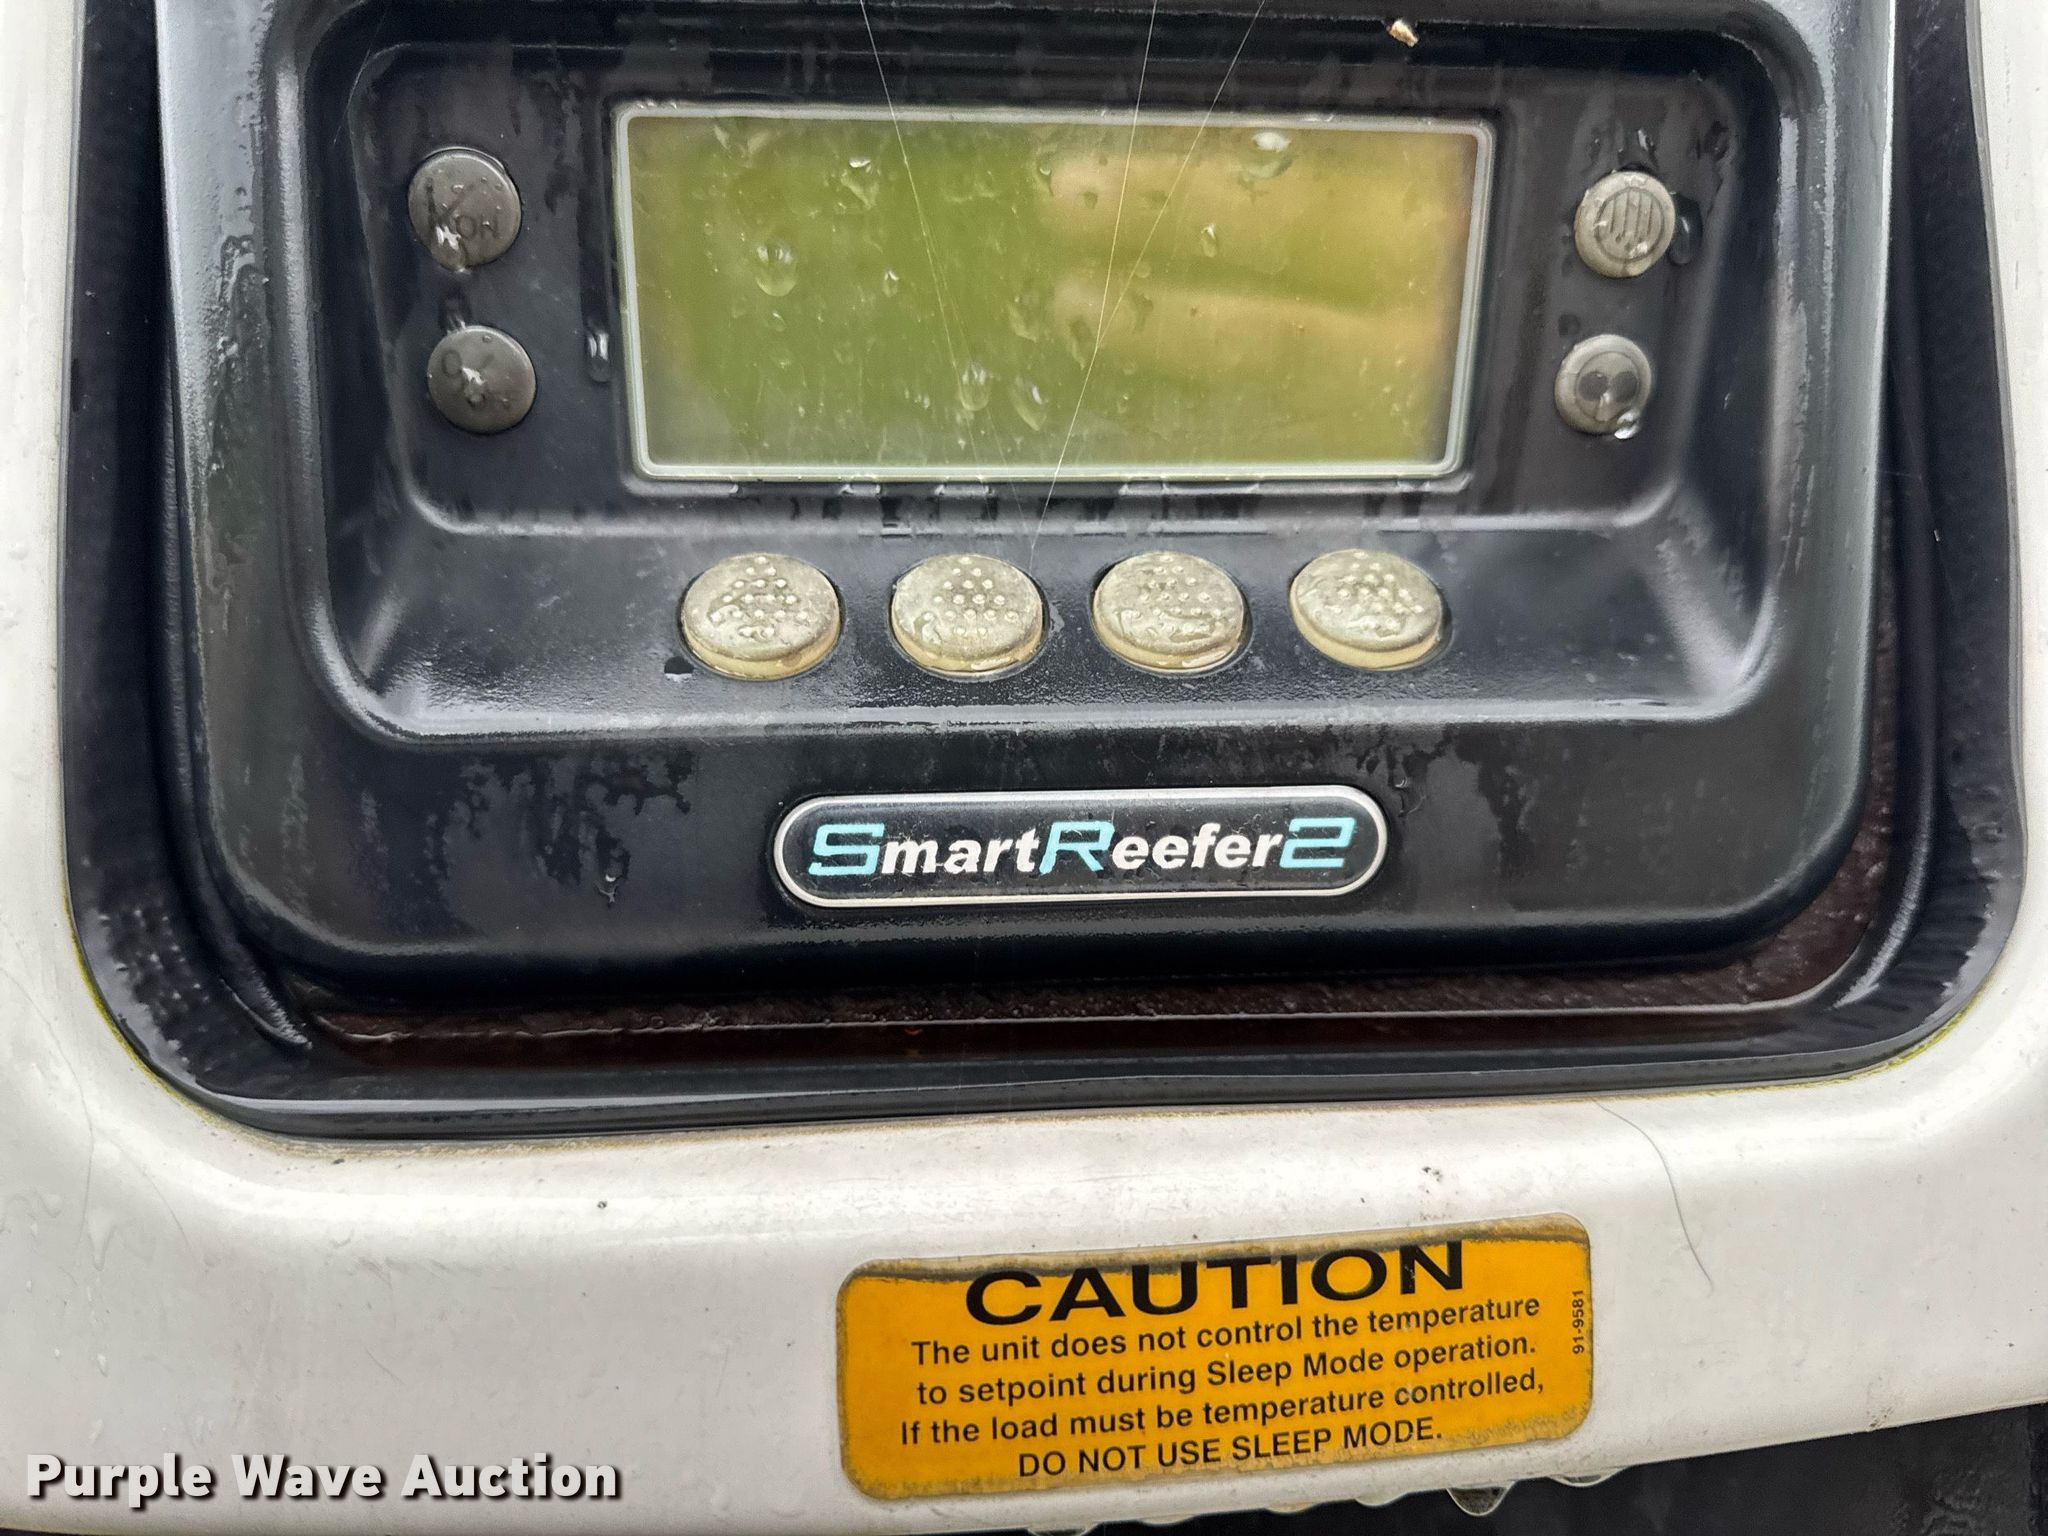 ON
OFF
SmartReefer2
CAUTION
The unit does not control the temperature
to setpoint during Sleep Mode operation.
If the load must be temperature controlled,
DO NOT USE SLEEP MODE.
91-9581
Purple Wave Auction